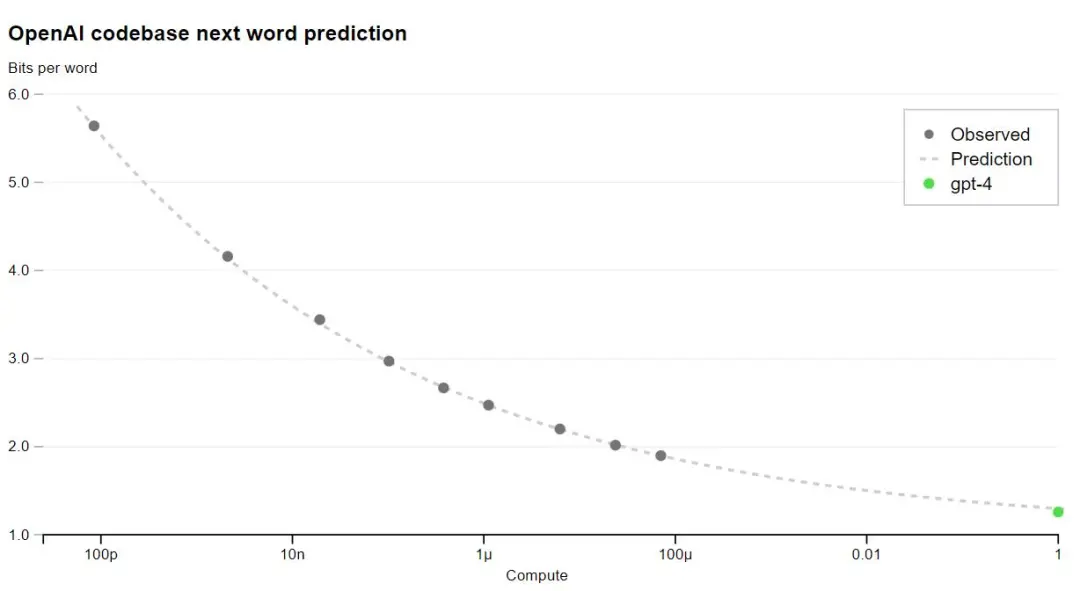 OpenAI codebase next word prediction
Bits per word
6.0
Observed
Prediction
gpt-4
5.0
4.0
3.0
2.0
1.0
100p 10n 1µ 100µ 0.01 1
Compute